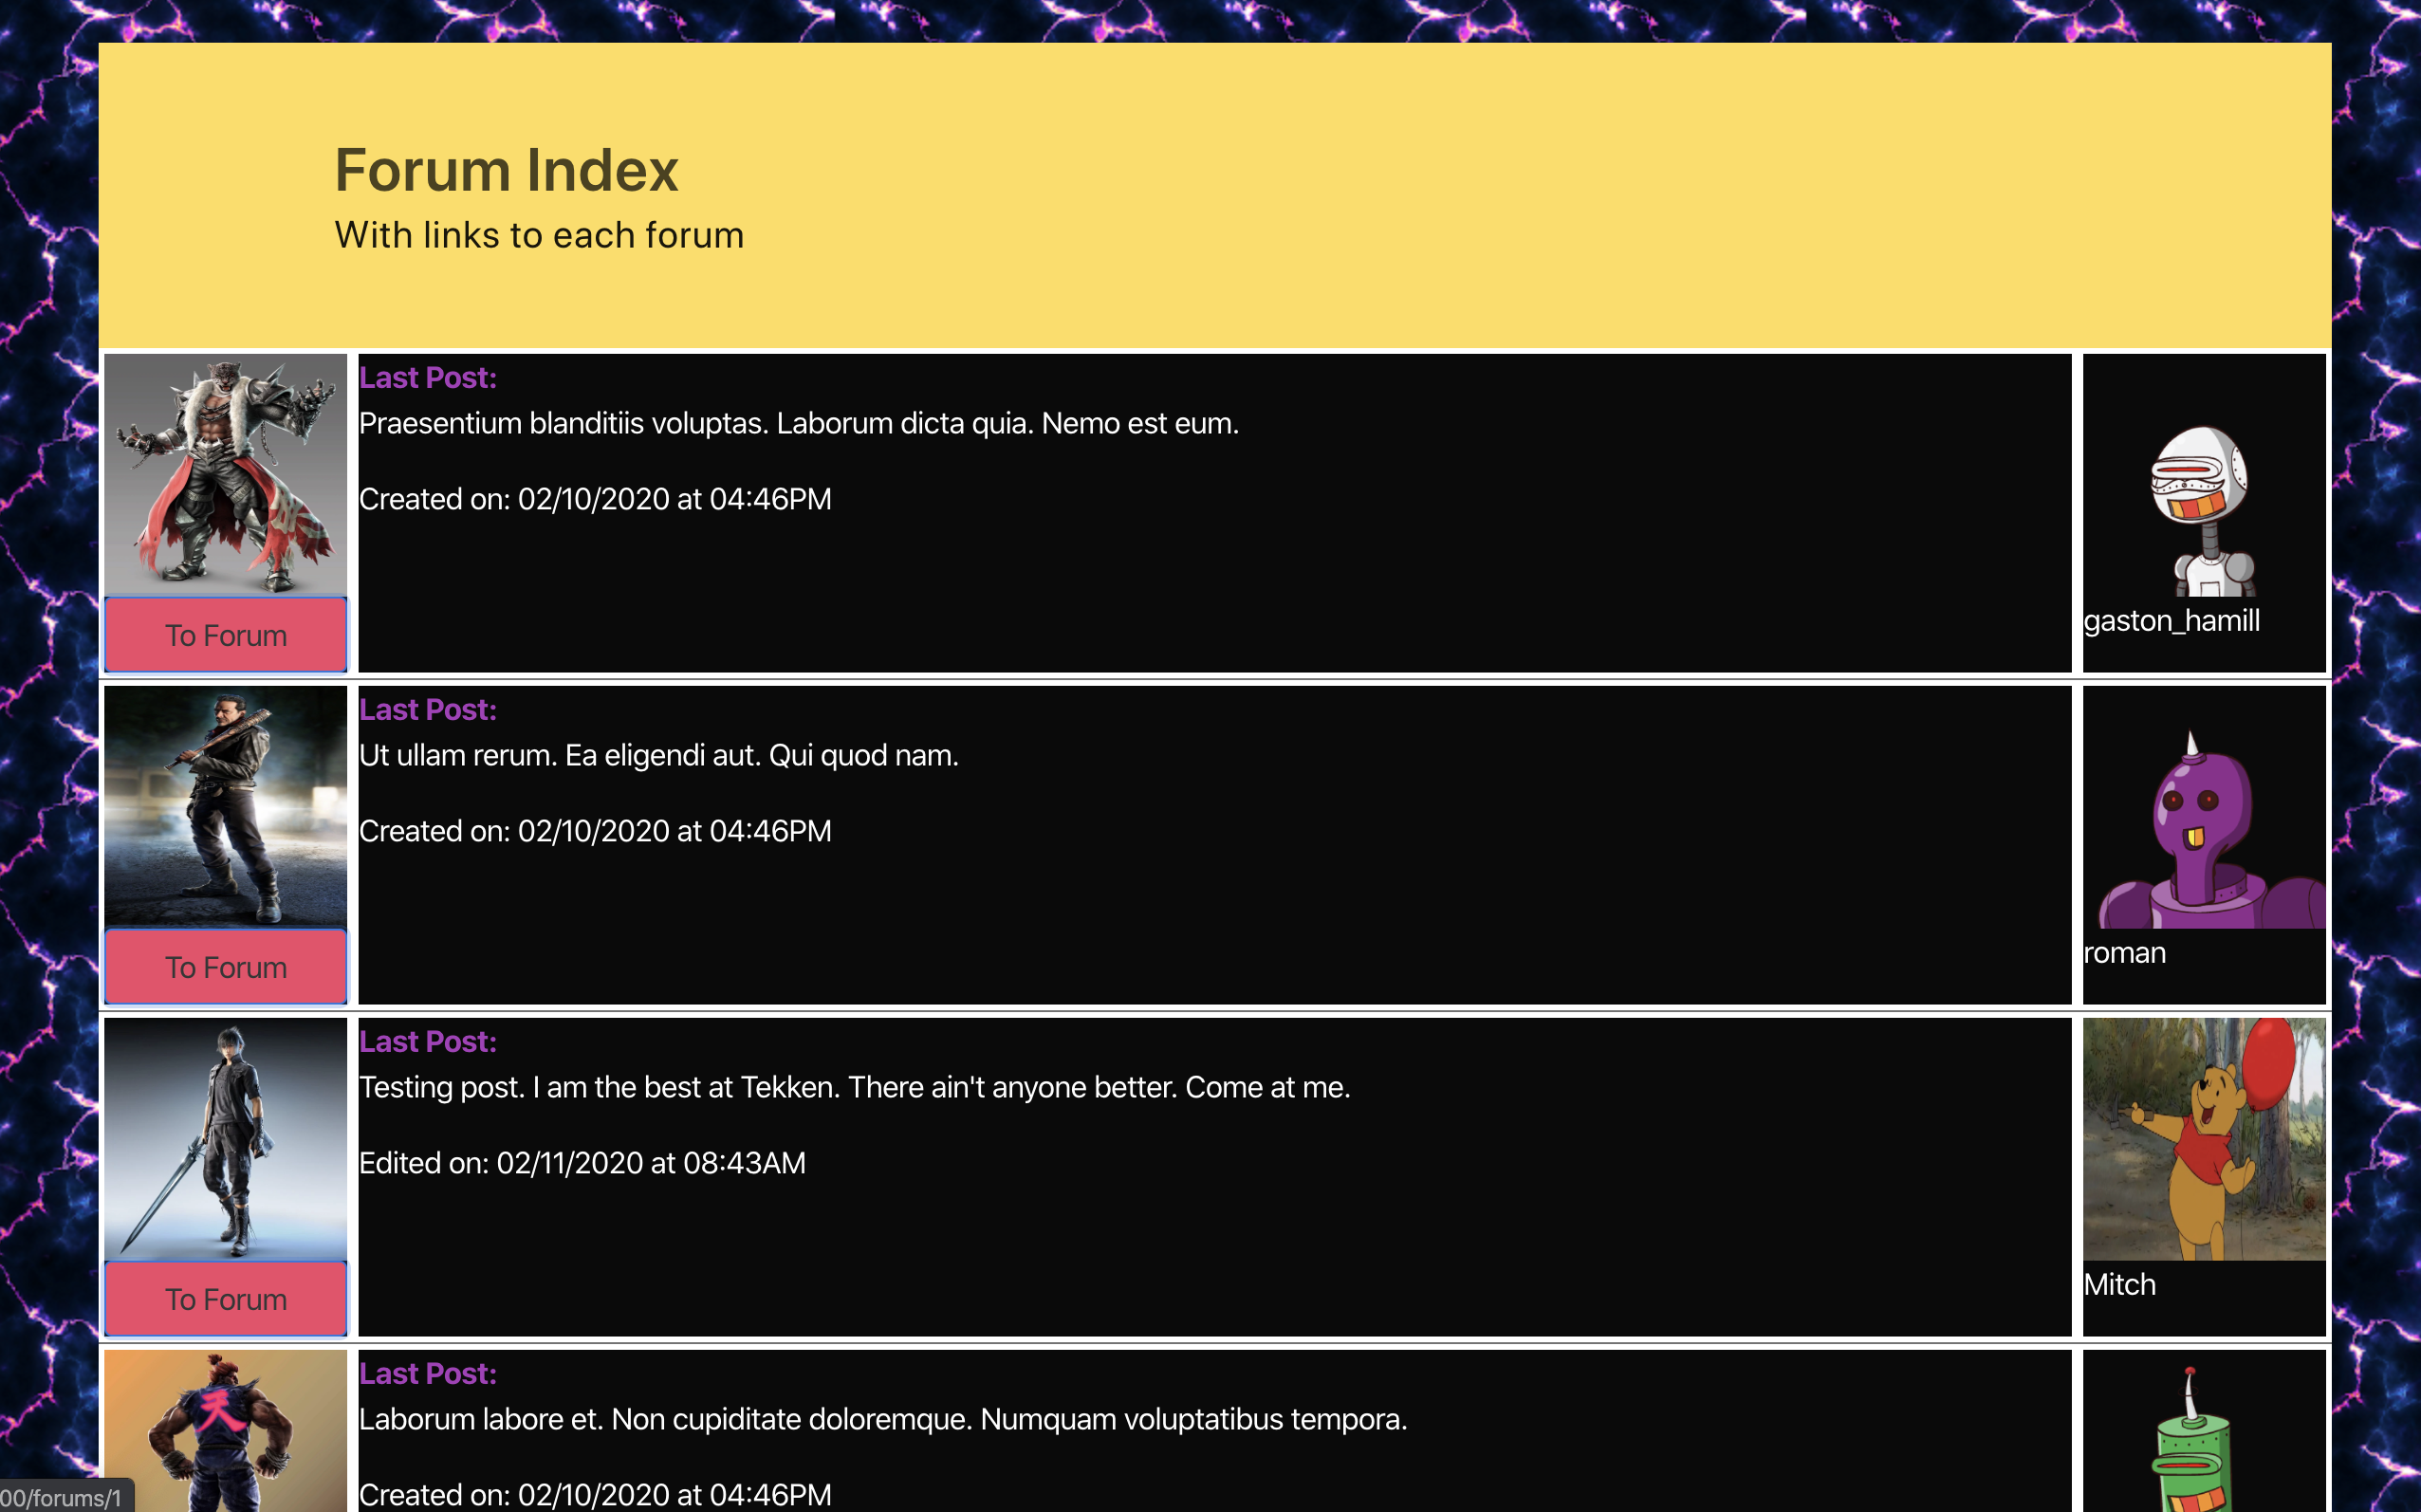 Forum Index
With links to each forum
Last Post:
Praesentium blanditiis voluptas. Laborum dicta quia. Nemo est eum.
Created on: 02/10/2020 at 04:46PM
To Forum
gaston_hamill
Last Post:
Ut ullam rerum. Ea eligendi aut. Qui quod nam.
Created on: 02/10/2020 at 04:46PM
To Forum
roman
Last Post:
Testing post. I am the best at Tekken. There ain't anyone better. Come at me.
Edited on: 02/11/2020 at 08:43AM
To Forum
Mitch
天
Last Post:
Laborum labore et. Non cupiditate doloremque. Numquam voluptatibus tempora.
Created on: 02/10/2020 at 04:46PM
00/forums/1